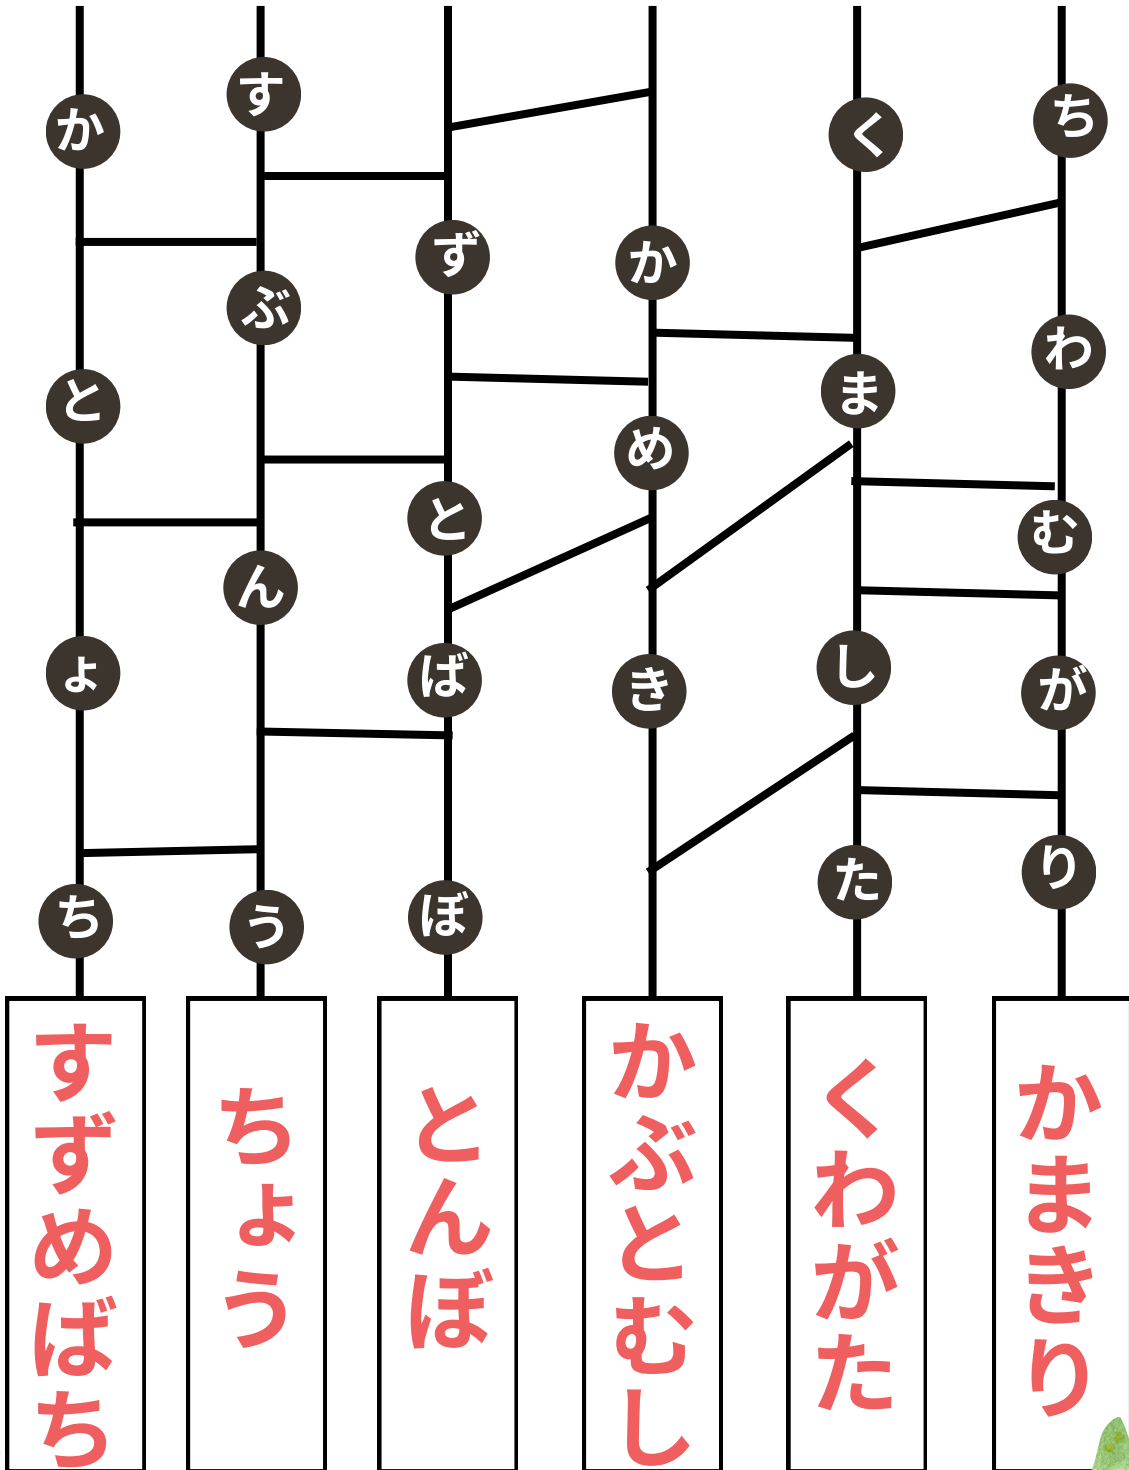 す
ち
か
く
ず
か
ぶ
わ
ま
と
め
と
む
ん
し
ょ
ば
き
が
り
た
ち
う
ぼ
すずめばち
ちょう
とんぼ
かぶとむし
くわがた
かまきり